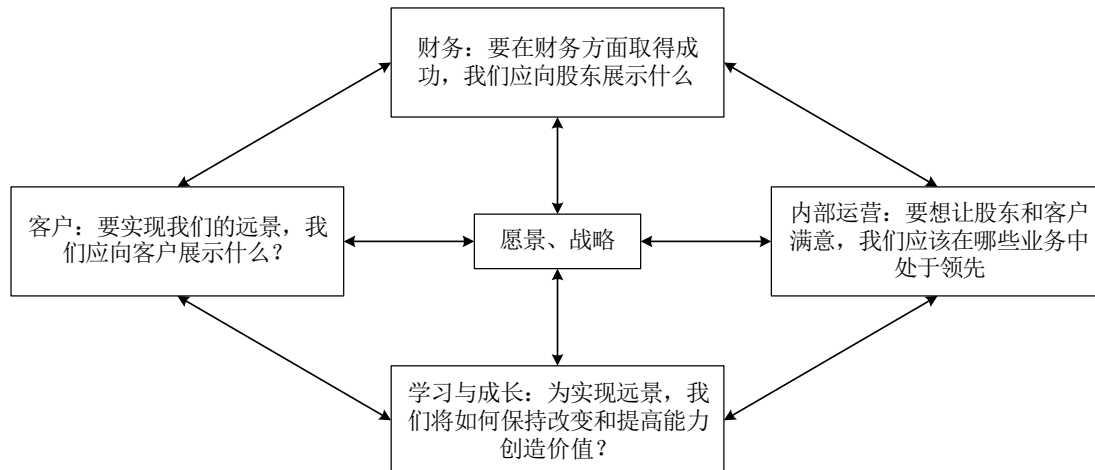 财务：要在财务方面取得成
功，我们应向股东展示什么
客户：要实现我们的远景，我
们应向客户展示什么？
愿景、战略
内部运营：要想让股东和客户
满意，我们应该在哪些业务中
处于领先
学习与成长：为实现远景，我
们将如何保持改变和提高能力
创造价值？